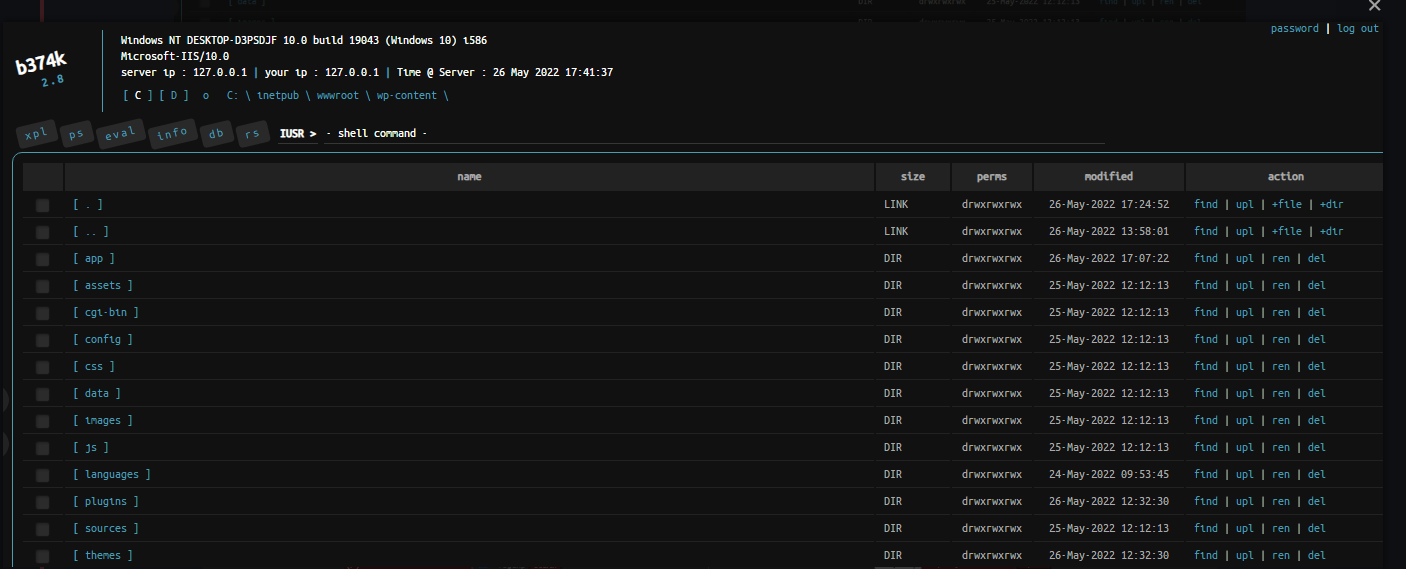 password | log out
Windows NT DESKTOP-D3PSDJF 10.0 build 19043 (Windows 10) i586
Microsoft-IIS/10.0
server ip : 127.0.0.1 | your ip : 127.0.0.1 | Time @ Server : 26 May 2022 17:41:37
b374k
2.8
[ C ] [ D ] o C: \ inetpub \ wwwroot \ wp-content \
xpl ps eval info db rs IUSR > - shell command -
name size perms modified action
[ . ] LINK drwxrwxrwx 26-May-2022 17:24:52 find | upl | +file | +dir
[ .. ] LINK drwxrwxrwx 26-May-2022 13:58:01 find | upl | +file | +dir
[ app ] DIR drwxrwxrwx 26-May-2022 17:07:22 find | upl | ren | del
[ assets ] DIR drwxrwxrwx 25-May-2022 12:12:13 find | upl | ren | del
[ cgi-bin ] DIR drwxrwxrwx 25-May-2022 12:12:13 find | upl | ren | del
[ config ] DIR drwxrwxrwx 25-May-2022 12:12:13 find | upl | ren | del
[ css ] DIR drwxrwxrwx 25-May-2022 12:12:13 find | upl | ren | del
[ data ] DIR drwxrwxrwx 25-May-2022 12:12:13 find | upl | ren | del
[ images ] DIR drwxrwxrwx 25-May-2022 12:12:13 find | upl | ren | del
[ js ] DIR drwxrwxrwx 25-May-2022 12:12:13 find | upl | ren | del
[ languages ] DIR drwxrwxrwx 24-May-2022 09:53:45 find | upl | ren | del
[ plugins ] DIR drwxrwxrwx 26-May-2022 12:32:30 find | upl | ren | del
[ sources ] DIR drwxrwxrwx 25-May-2022 12:12:13 find | upl | ren | del
[ themes ] DIR drwxrwxrwx 26-May-2022 12:32:30 find | upl | ren | del